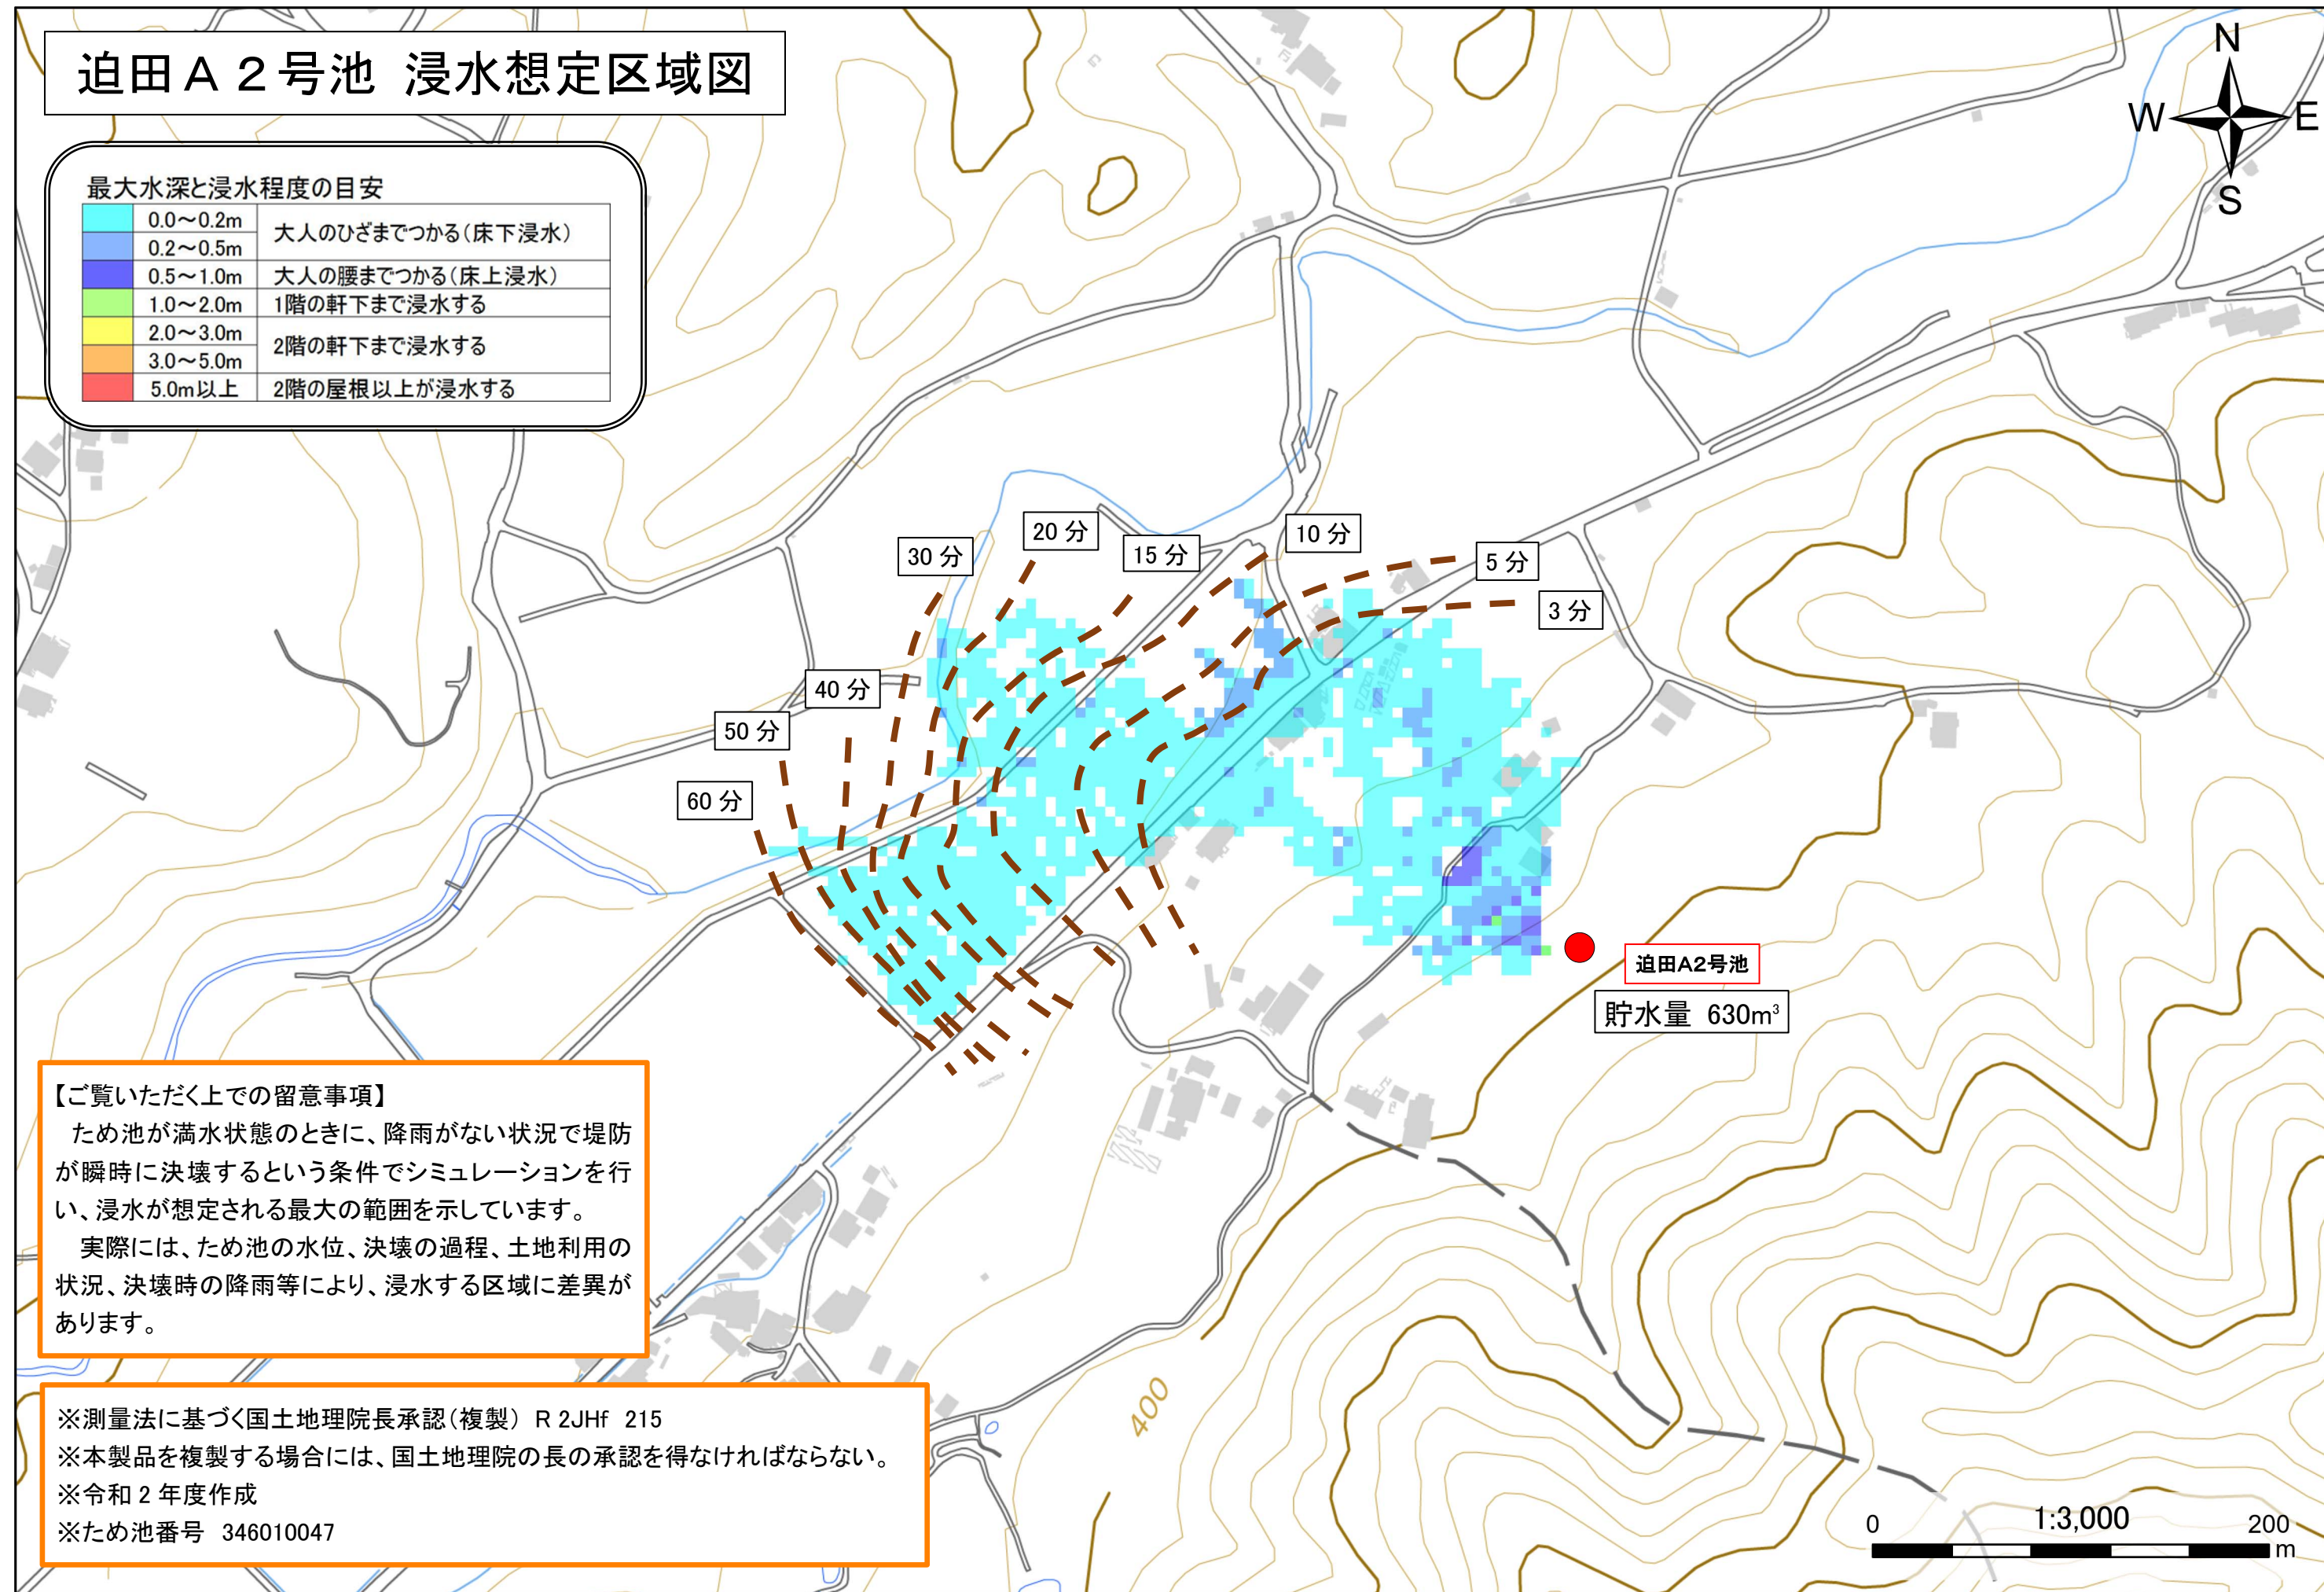 迫田A2号池 浸水想定区域図
N
W
E
S
最大水深と浸水程度の目安
0.0～0.2m
大人のひざまでつかる（床下浸水）
0.2～0.5m
0.5～1.0m 大人の腰までつかる（床上浸水）
1.0～2.0m 1階の軒下まで浸水する
2.0～3.0m
2階の軒下まで浸水する
3.0～5.0m
5.0m以上 2階の屋根以上が浸水する
10分
20分
15分
30分
5分
3分
40分
50分
60分
迫田A2号池
貯水量 630m³
【ご覧いただく上での留意事項】
ため池が満水状態のときに、降雨がない状況で堤防
が瞬時に決壊するという条件でシミュレーションを行
い、浸水が想定される最大の範囲を示しています。
実際には、ため池の水位、決壊の過程、土地利用の
状況、決壊時の降雨等により、浸水する区域に差異が
あります。
400
※測量法に基づく国土地理院長承認（複製） R 2JHf 215
※本製品を複製する場合には、国土地理院の長の承認を得なければならない。
※令和2年度作成
※ため池番号 346010047
0 1:3,000 200
m